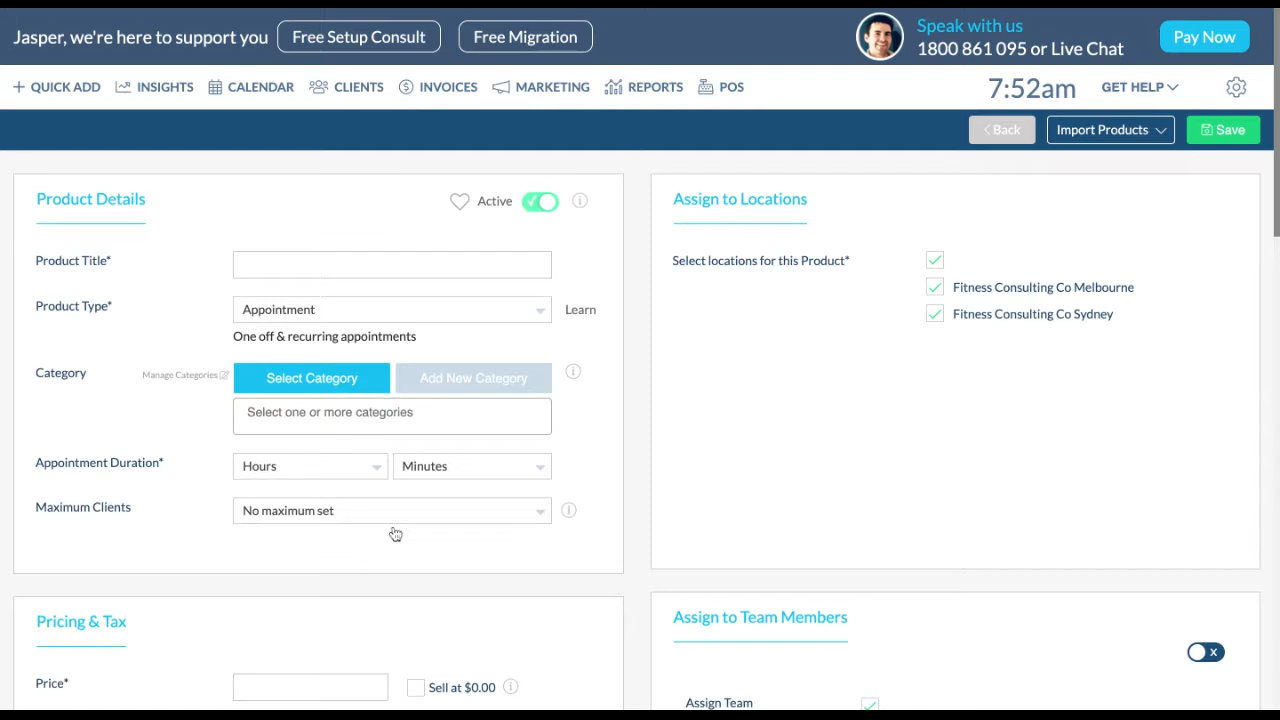 Jasper, we're here to support you
Free Setup Consult
Free Migration
Speak with us
1800 861 095 or Live Chat
Pay Now
QUICK ADD
INSIGHTS
CALENDAR
CLIENTS
INVOICES
MARKETING
REPORTS
POS
7:52am
GET HELP
Back
Import Products
Save
Product Details
Active
Product Title*
Product Type*
Appointment
Learn
One off & recurring appointments
Category
Manage Categories
Select Category
Add New Category
Select one or more categories
Appointment Duration*
Hours
Minutes
Maximum Clients
No maximum set
Assign to Locations
Select locations for this Product*
Fitness Consulting Co Melbourne
Fitness Consulting Co Sydney
Pricing & Tax
Price*
Sell at $0.00
Assign to Team Members
X
Assign Team